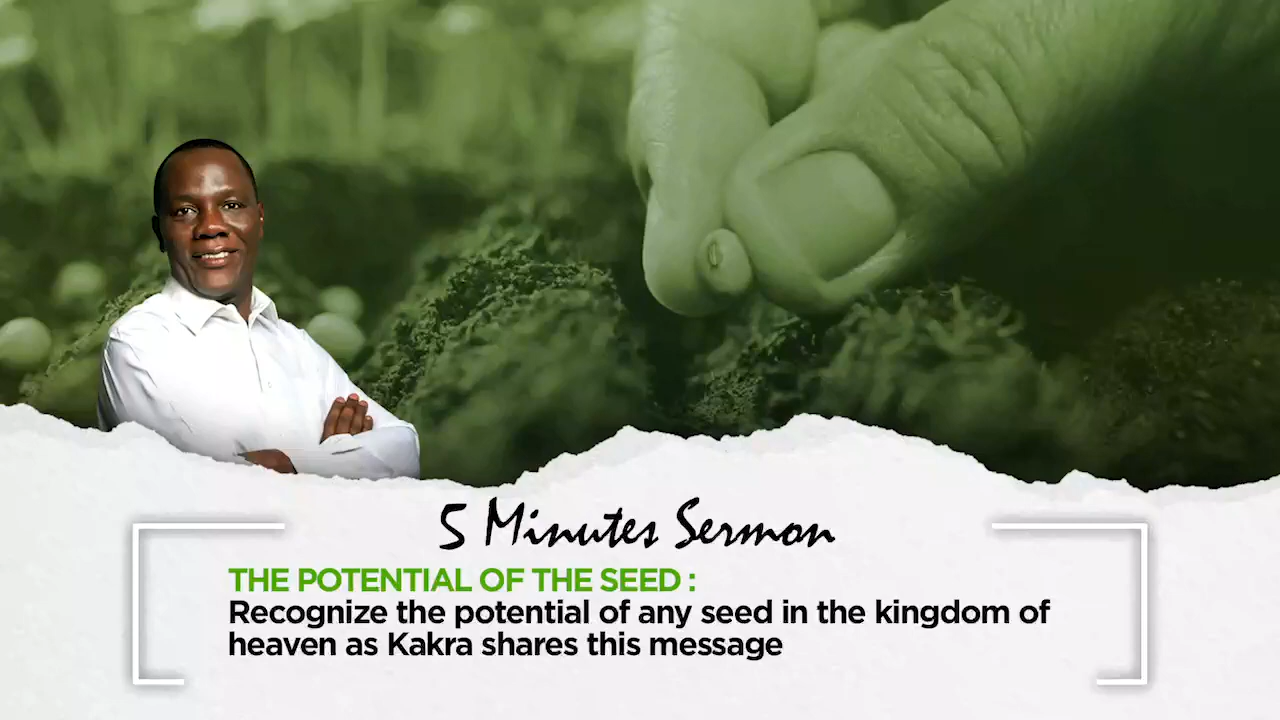 5 Minutes Sermon
THE POTENTIAL OF THE SEED :
Recognize the potential of any seed in the kingdom of
heaven as Kakra shares this message